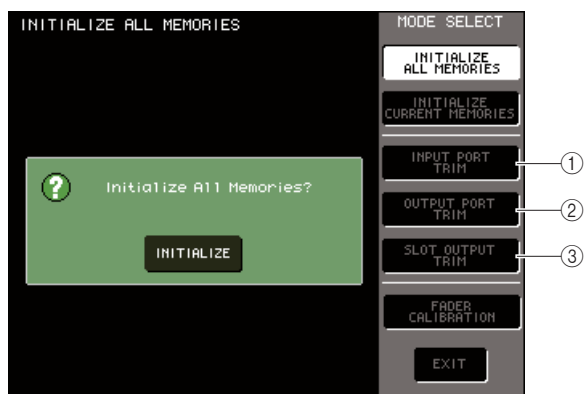 INITIALIZE ALL MEMORIES
MODE SELECT
INITIALIZE
ALL MEMORIES
INITIALIZE
CURRENT MEMORIES
INPUT PORT
TRIM
①
OUTPUT PORT
TRIM
②
SLOT OUTPUT
TRIM
③
? Initialize All Memories?
INITIALIZE
FADER
CALIBRATION
EXIT